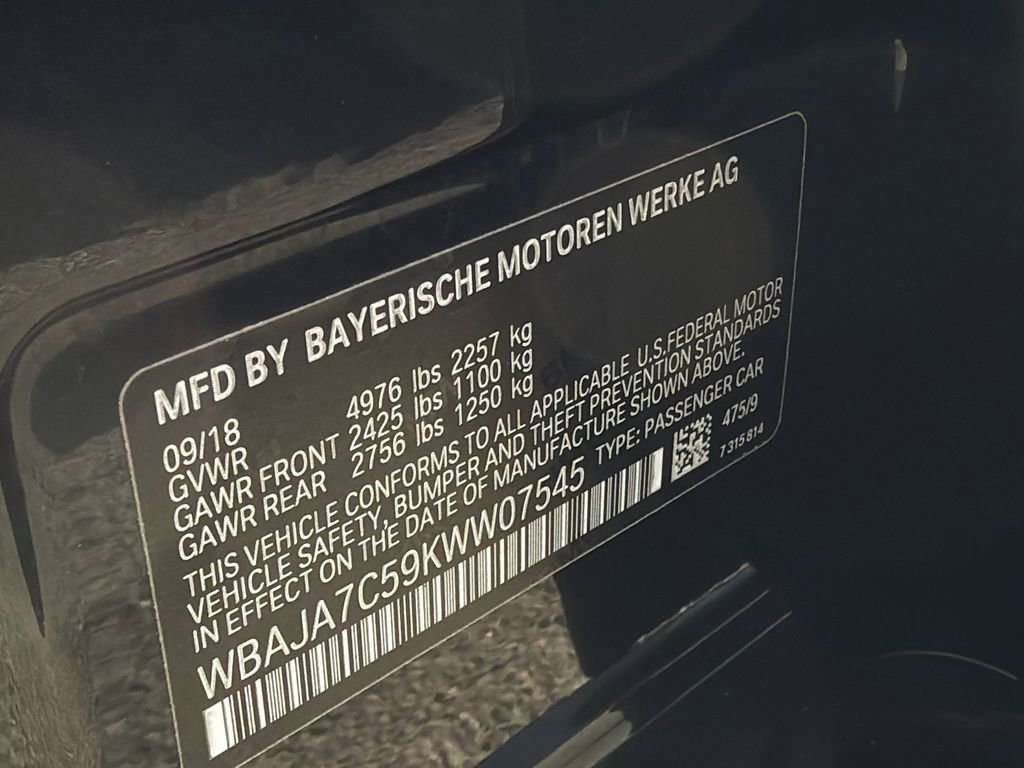 MFD BY BAYERISCHE MOTOREN WERKE AG
09/18
GVWR 4976 lbs 2257 kg
GAWR FRONT 2425 lbs 1100 kg
GAWR REAR 2756 lbs 1250 kg
THIS VEHICLE CONFORMS TO ALL APPLICABLE U.S.FEDERAL MOTOR
VEHICLE SAFETY, BUMPER AND THEFT PREVENTION STANDARDS
IN EFFECT ON THE DATE OF MANUFACTURE SHOWN ABOVE.
WBAJA7C59KWW07545 TYPE: PASSENGER CAR
475/9
7 315 814